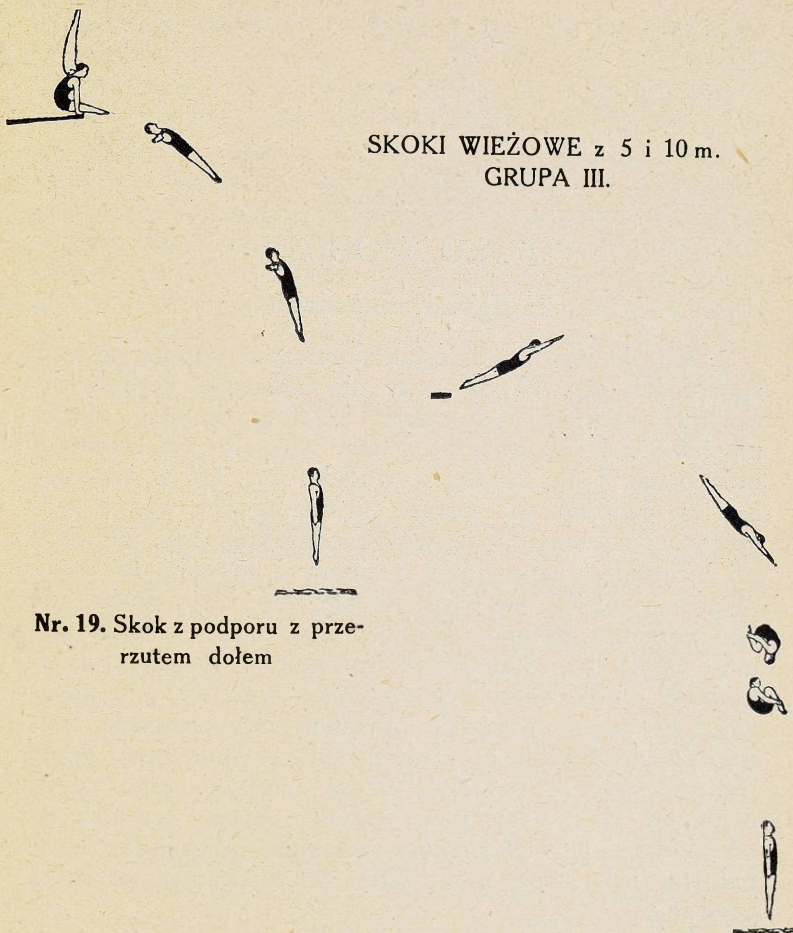 SKOKI WIEŻOWE z 5 i 10 m.
GRUPA III.
Nr. 19. Skok z podporu z prze-
rzutem dołem